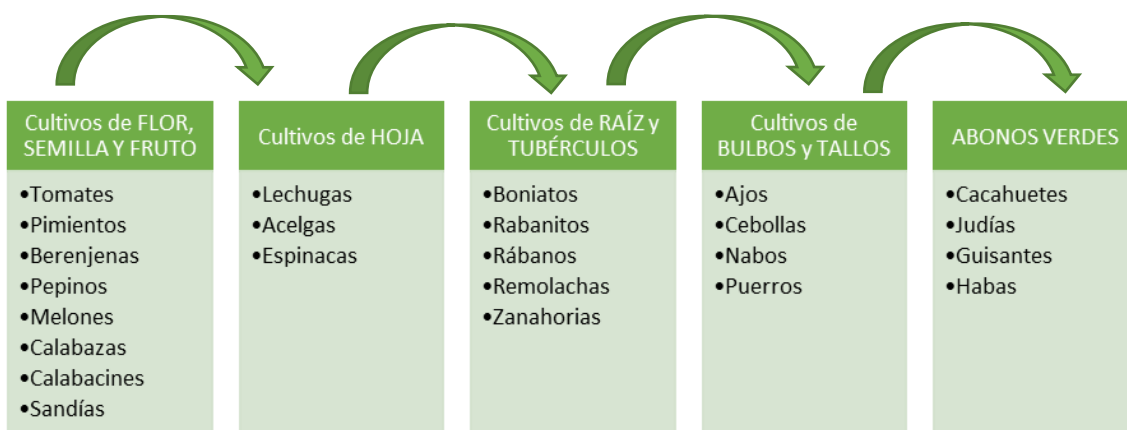 Cultivos de FLOR,
SEMILLA Y FRUTO
•Tomates
•Pimientos
•Berenjenas
•Pepinos
•Melones
•Calabazas
•Calabacines
•Sandías
Cultivos de HOJA
•Lechugas
•Acelgas
•Espinacas
Cultivos de RAÍZ y
TUBÉRCULOS
•Boniatos
•Rabanitos
•Rábanos
•Remolachas
•Zanahorias
Cultivos de
BULBOS y TALLOS
•Ajos
•Cebollas
•Nabos
•Puerros
ABONOS VERDES
•Cacahuetes
•Judías
•Guisantes
•Habas